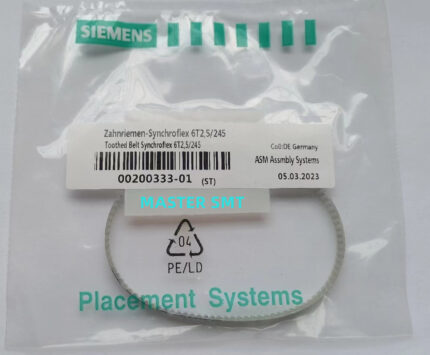 SIEMENS
Zahnriemen-Synchroflex 6T2,5/245
Toothed Belt Synchroflex 6T2,5/245
CoO:DE Germany
ASM Assmbly Systems
00200333-01 (ST)
05.03.2023
MASTER SMT
04
PE/LD
Placement Systems